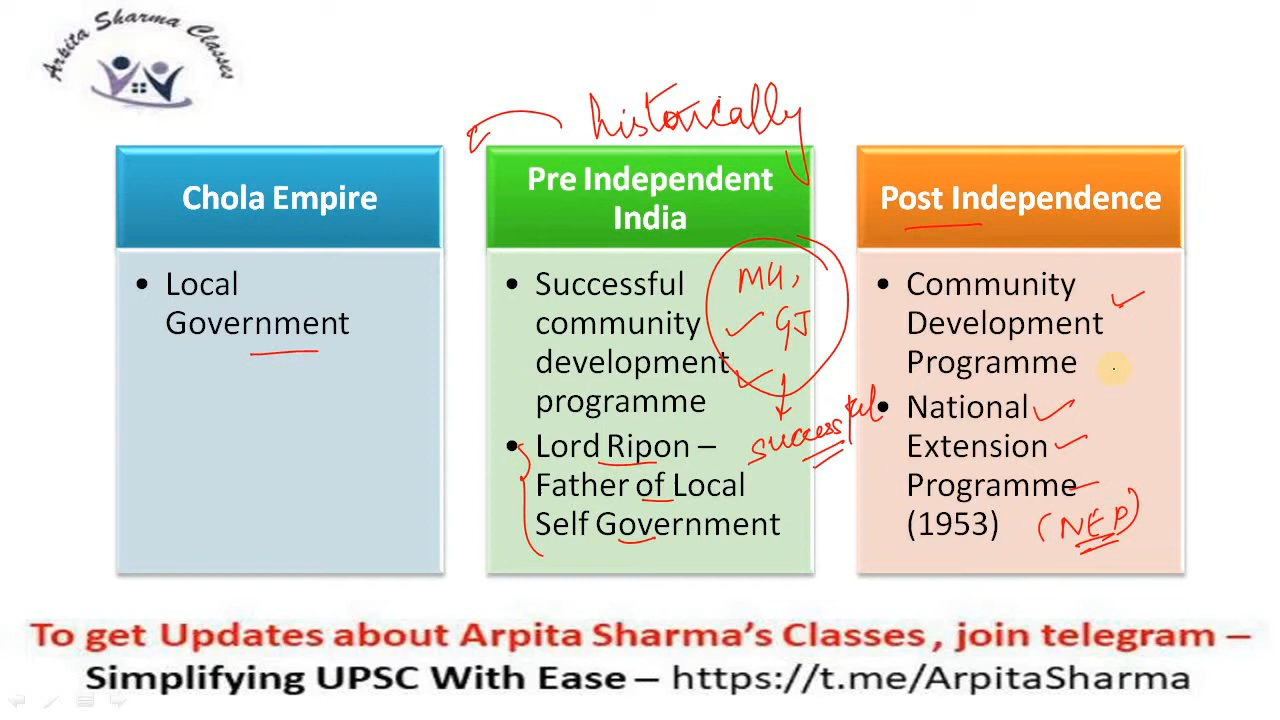 Arpita Sharma Classes
historically
Chola Empire
• Local
Government
Pre Independent
India
• Successful
community
development
programme
• Lord Ripon –
Father of Local
Self Government
MH,
GJ
successful
Post Independence
• Community
Development
Programme
• National
Extension
Programme
(1953)
(NEP)
To get Updates about Arpita Sharma's Classes , join telegram –
Simplifying UPSC With Ease – https://t.me/ArpitaSharma